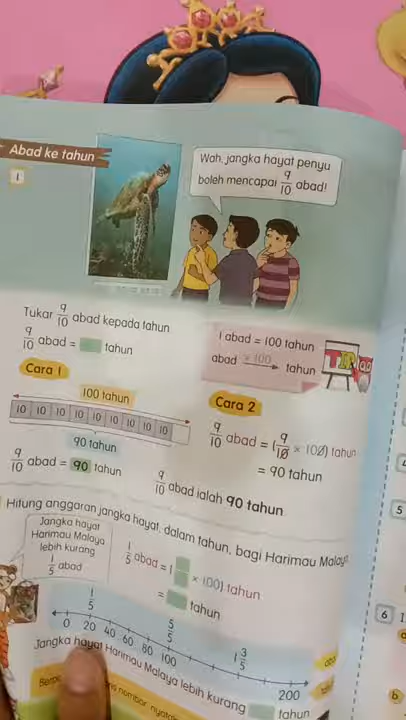 Abad ke tahun
1
Wah, jangka hayat penyu
boleh mencapai 9/10 abad!
Tukar 9/10 abad kepada tahun.
9/10 abad = tahun
1 abad = 100 tahun
abad × 100 → tahun
Cara 1
100 tahun
10 10 10 10 10 10 10 10 10
90 tahun
9/10 abad = 90 tahun
Cara 2
9/10 abad = (9/10 × 100) tahun
= 90 tahun
9/10 abad ialah 90 tahun.
Hitung anggaran jangka hayat, dalam tahun, bagi Harimau Malaya
Jangka hayat
Harimau Malaya
lebih kurang
1/5 abad
1/5 abad = ( × 100) tahun
= tahun
1/5 5/5 1 3/5
0 20 40 60 80 100 200
Jangka hayat Harimau Malaya lebih kurang tahun
nombor
5
6
b